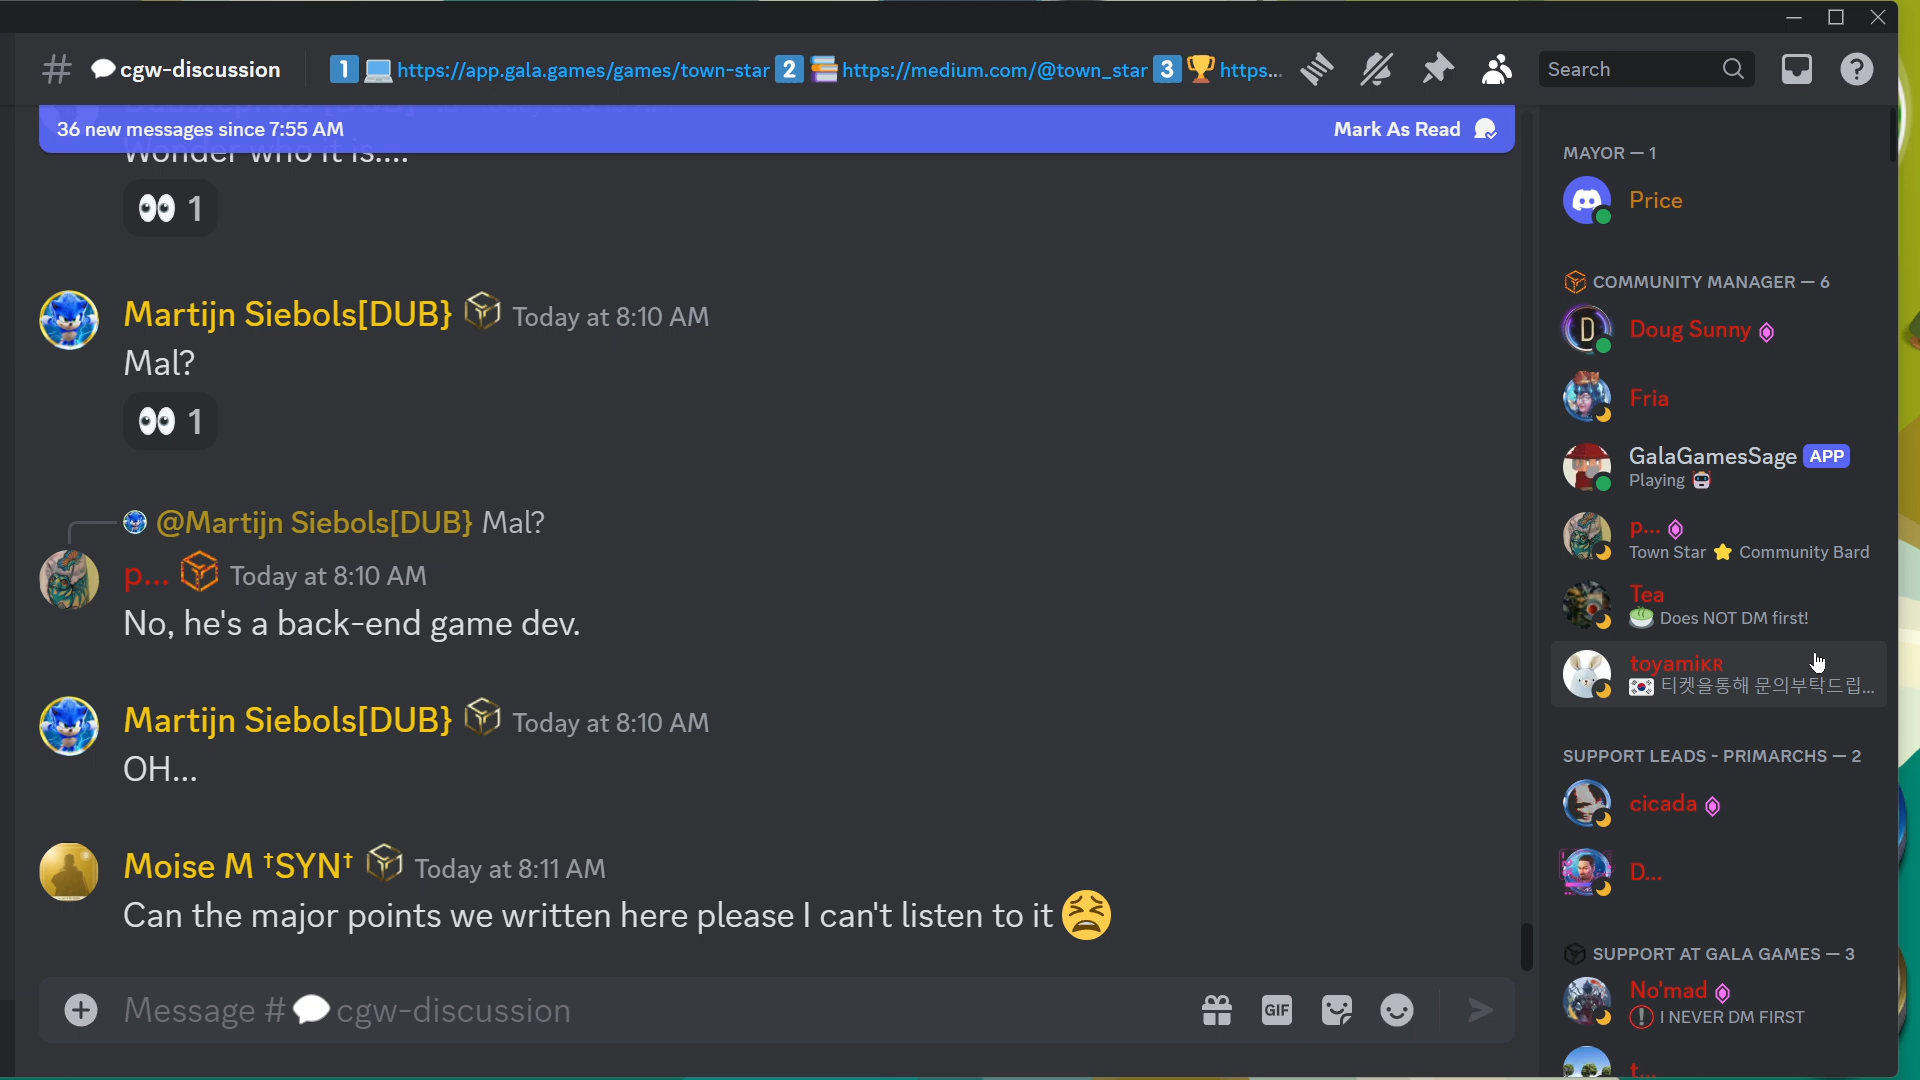 cgw-discussion
1 https://app.gala.games/games/town-star 2 https://medium.com/@town_star 3 https...
Search
36 new messages since 7:55 AM
Mark As Read
Wonder who it is....
1
Martijn Siebols[DUB} Today at 8:10 AM
Mal?
1
@Martijn Siebols[DUB} Mal?
p... Today at 8:10 AM
No, he's a back-end game dev.
Martijn Siebols[DUB} Today at 8:10 AM
OH...
Moise M †SYN† Today at 8:11 AM
Can the major points we written here please I can't listen to it
Message # cgw-discussion
GIF
MAYOR — 1
Price
COMMUNITY MANAGER — 6
D
Doug Sunny
Fria
GalaGamesSage APP
Playing
p...
Town Star ⭐ Community Bard
Tea
Does NOT DM first!
toyamiKR
티켓을통해 문의부탁드립...
SUPPORT LEADS - PRIMARCHS — 2
cicada
D...
SUPPORT AT GALA GAMES — 3
No'mad
I NEVER DM FIRST
t...